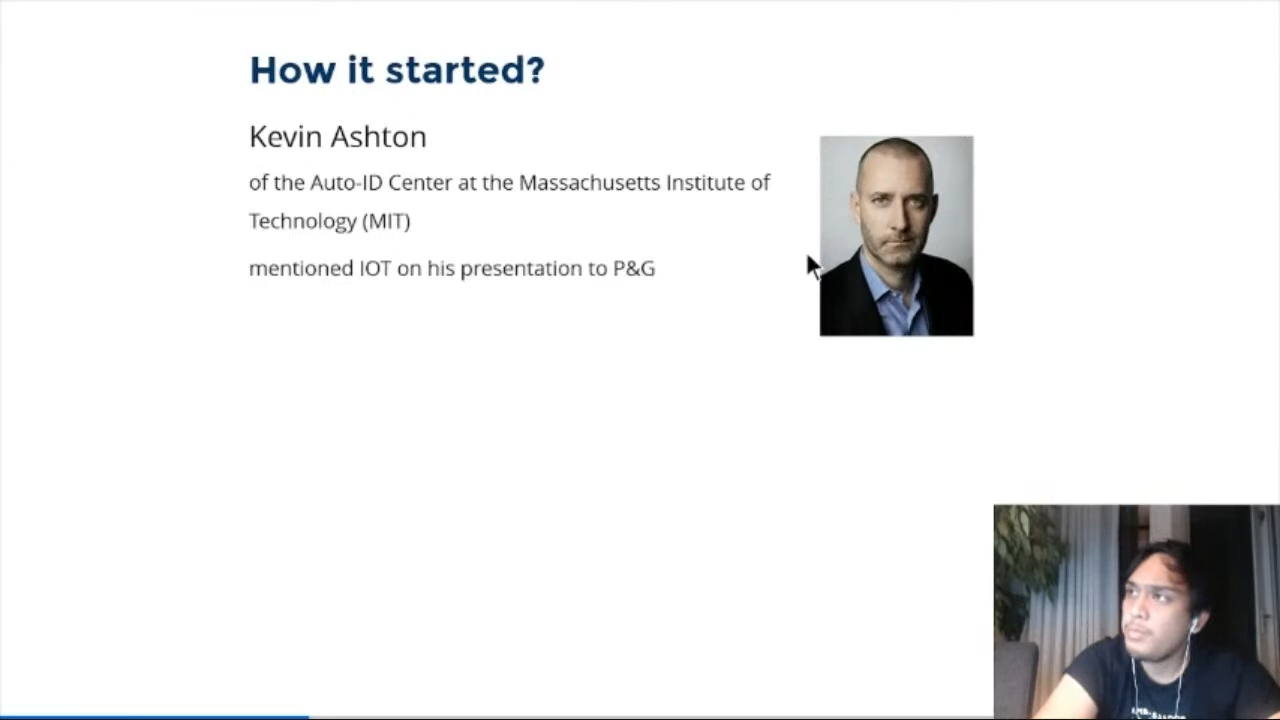 How it started?
Kevin Ashton
of the Auto-ID Center at the Massachusetts Institute of
Technology (MIT)
mentioned IOT on his presentation to P&G